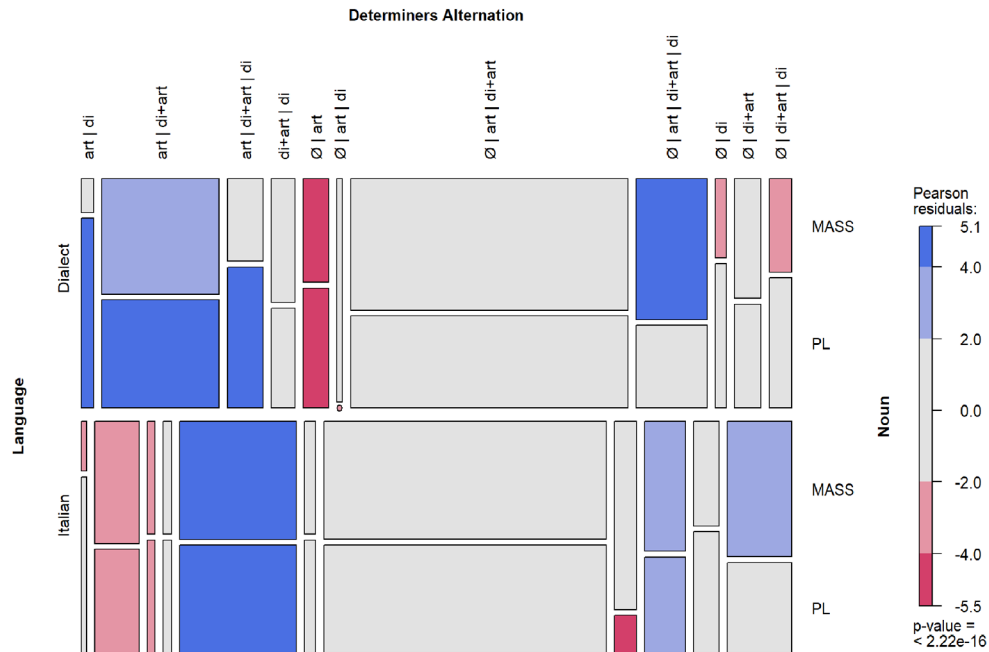 Determiners Alternation
art | di
art | di+art
art | di+art | di
di+art | di
Ø | art
Ø | art | di
Ø | art | di+art
Ø | art | di+art | di
Ø | di
Ø | di+art
Ø | di+art | di
Language
Dialect
Italian
MASS
PL
MASS
PL
Noun
Pearson
residuals:
5.1
4.0
2.0
0.0
-2.0
-4.0
-5.5
p-value =
< 2.22e-16